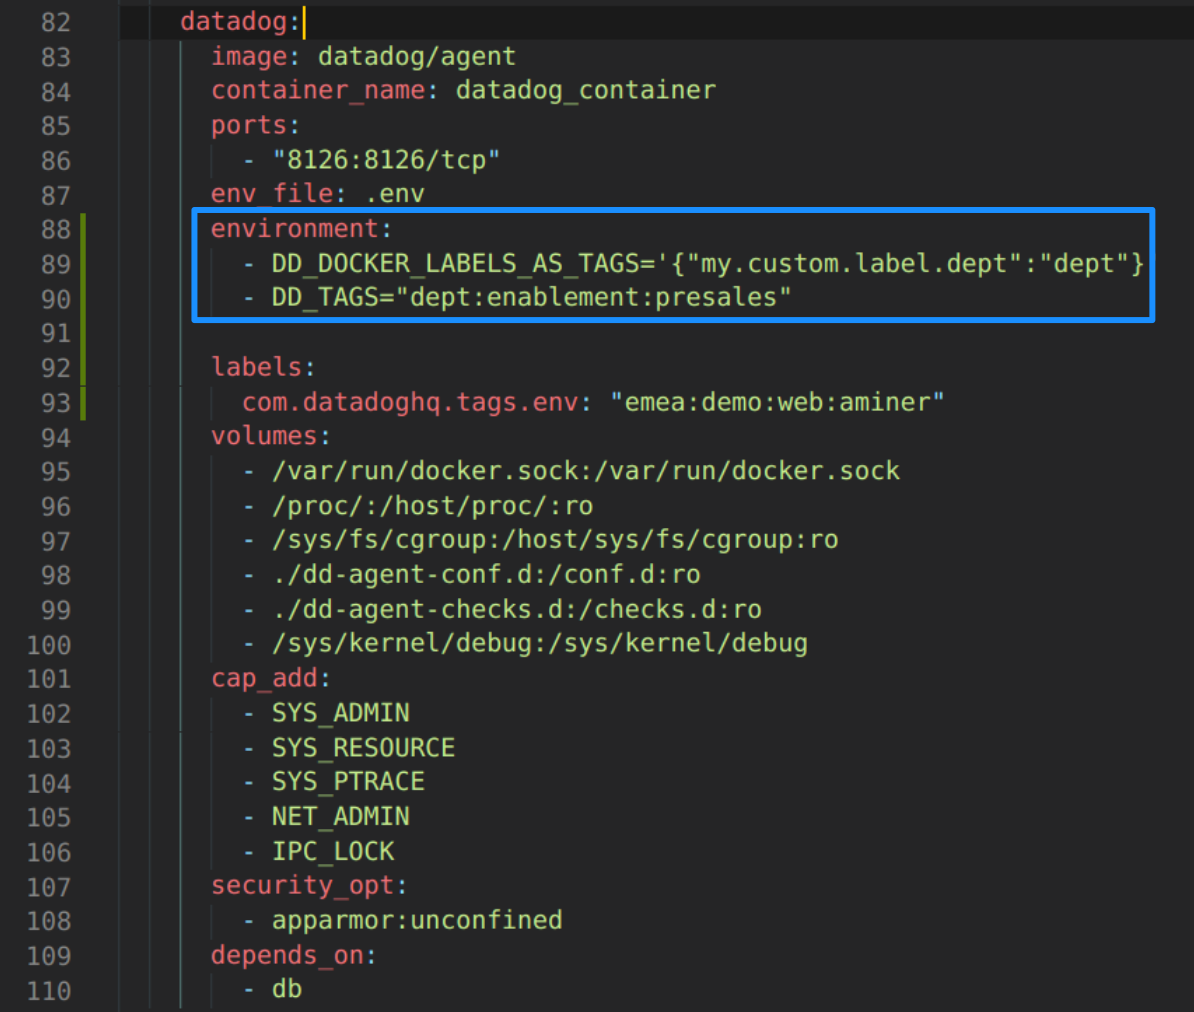 82 datadog:
83 image: datadog/agent
84 container_name: datadog_container
85 ports:
86 - "8126:8126/tcp"
87 env_file: .env
88 environment:
89 - DD_DOCKER_LABELS_AS_TAGS='{"my.custom.label.dept":"dept"}
90 - DD_TAGS="dept:enablement:presales"
91
92 labels:
93 com.datadoghq.tags.env: "emea:demo:web:aminer"
94 volumes:
95 - /var/run/docker.sock:/var/run/docker.sock
96 - /proc/:/host/proc/:ro
97 - /sys/fs/cgroup:/host/sys/fs/cgroup:ro
98 - ./dd-agent-conf.d:/conf.d:ro
99 - ./dd-agent-checks.d:/checks.d:ro
100 - /sys/kernel/debug:/sys/kernel/debug
101 cap_add:
102 - SYS_ADMIN
103 - SYS_RESOURCE
104 - SYS_PTRACE
105 - NET_ADMIN
106 - IPC_LOCK
107 security_opt:
108 - apparmor:unconfined
109 depends_on:
110 - db